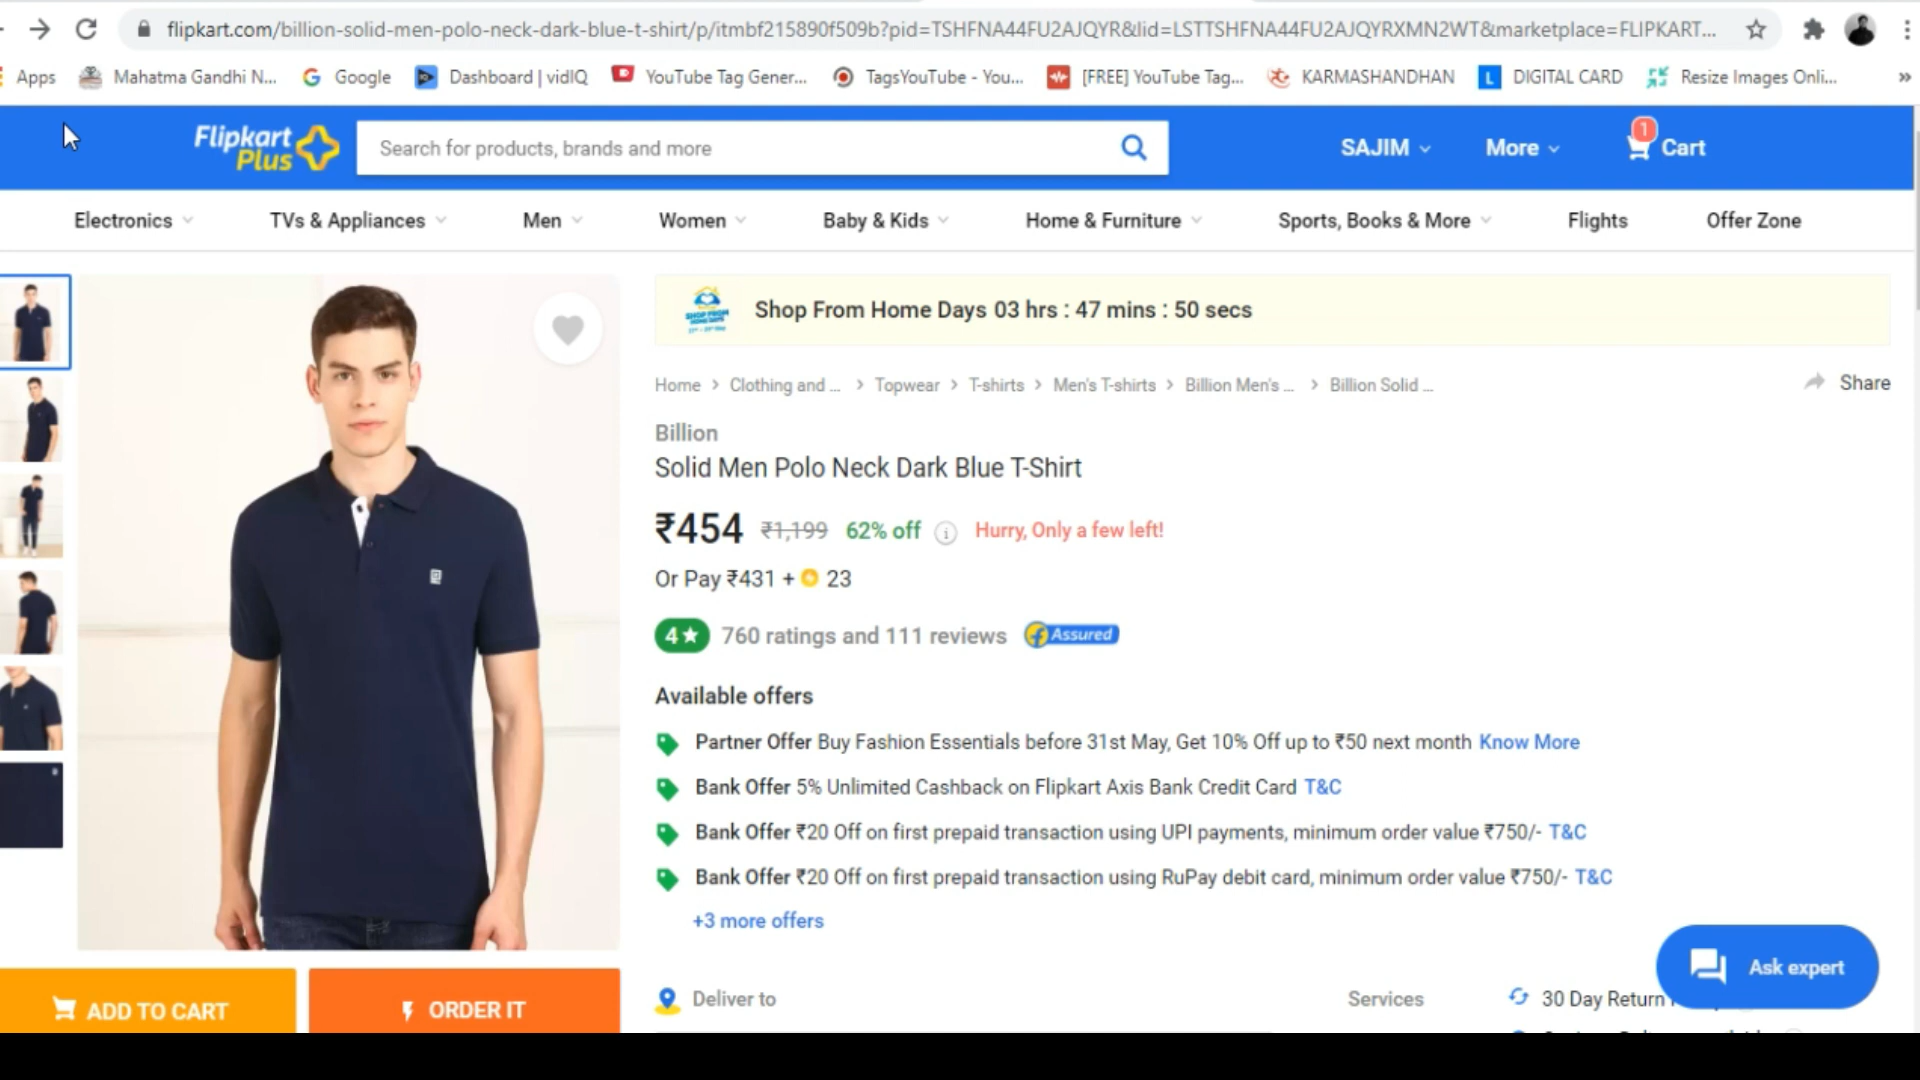 flipkart.com/billion-solid-men-polo-neck-dark-blue-t-shirt/p/itmbf215890f509b?pid=TSHFNA44FU2AJQYR&lid=LSTTSHFNA44FU2AJQYRXMN2WT&marketplace=FLIPKART...
Apps Mahatma Gandhi N... Google Dashboard | vidIQ YouTube Tag Gener... TagsYouTube - You... [FREE] YouTube Tag... KARMASHANDHAN DIGITAL CARD Resize Images Onli... »
Flipkart Plus Search for products, brands and more SAJIM More 1 Cart
Electronics TVs & Appliances Men Women Baby & Kids Home & Furniture Sports, Books & More Flights Offer Zone
SHOP FROM HOME DAYS Shop From Home Days 03 hrs : 47 mins : 50 secs
Home > Clothing and ... > Topwear > T-shirts > Men's T-shirts > Billion Men's ... > Billion Solid ... Share
Billion
Solid Men Polo Neck Dark Blue T-Shirt
₹454 ₹1,199 62% off i Hurry, Only a few left!
Or Pay ₹431 + 23
4★ 760 ratings and 111 reviews f Assured
Available offers
Partner Offer Buy Fashion Essentials before 31st May, Get 10% Off up to ₹50 next month Know More
Bank Offer 5% Unlimited Cashback on Flipkart Axis Bank Credit Card T&C
Bank Offer ₹20 Off on first prepaid transaction using UPI payments, minimum order value ₹750/- T&C
Bank Offer ₹20 Off on first prepaid transaction using RuPay debit card, minimum order value ₹750/- T&C
+3 more offers
Ask expert
ADD TO CART ORDER IT Deliver to Services 30 Day Return